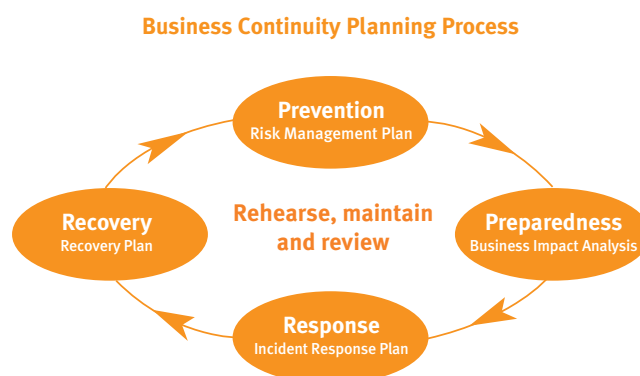 Business Continuity Planning Process
Prevention
Risk Management Plan
Recovery
Recovery Plan
Rehearse, maintain
and review
Preparedness
Business Impact Analysis
Response
Incident Response Plan